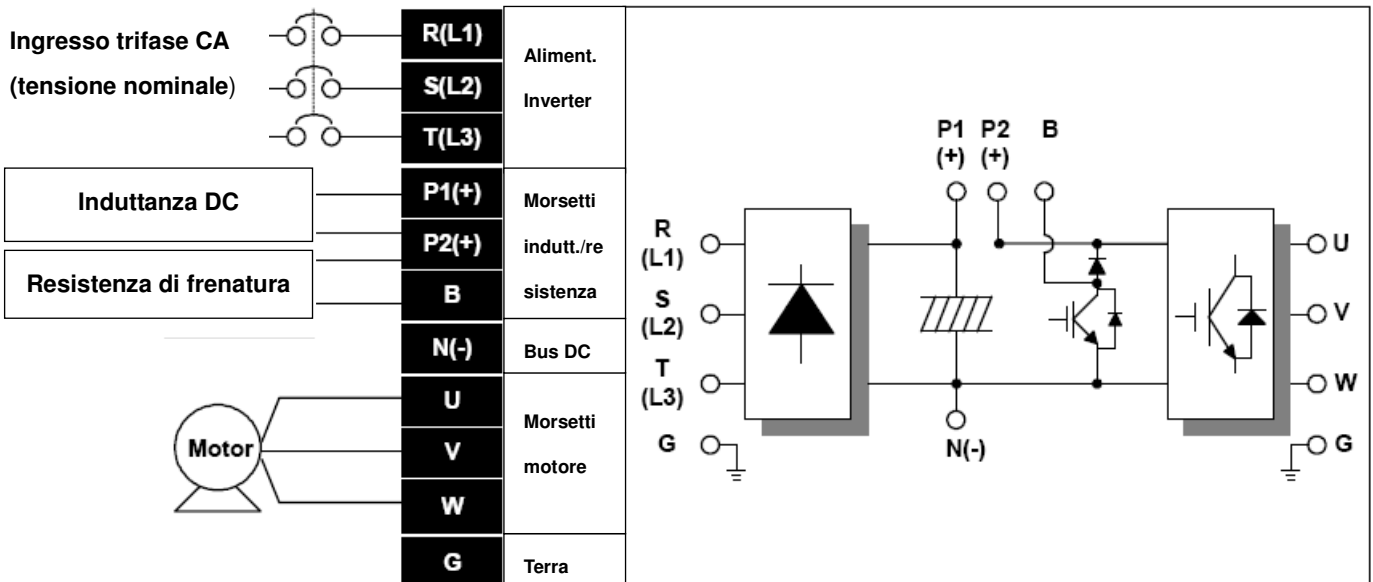 Ingresso trifase CA
(tensione nominale)
R(L1)
S(L2)
T(L3)
Aliment.
Inverter
Induttanza DC
Resistenza di frenatura
P1(+)
P2(+)
B
Morsetti
indutt./re
sistenza
N(-)
Bus DC
Motor
U
V
W
Morsetti
motore
G
Terra
P1 P2 B
(+) (+)
R
(L1)
S
(L2)
T
(L3)
G
N(-)
U
V
W
G